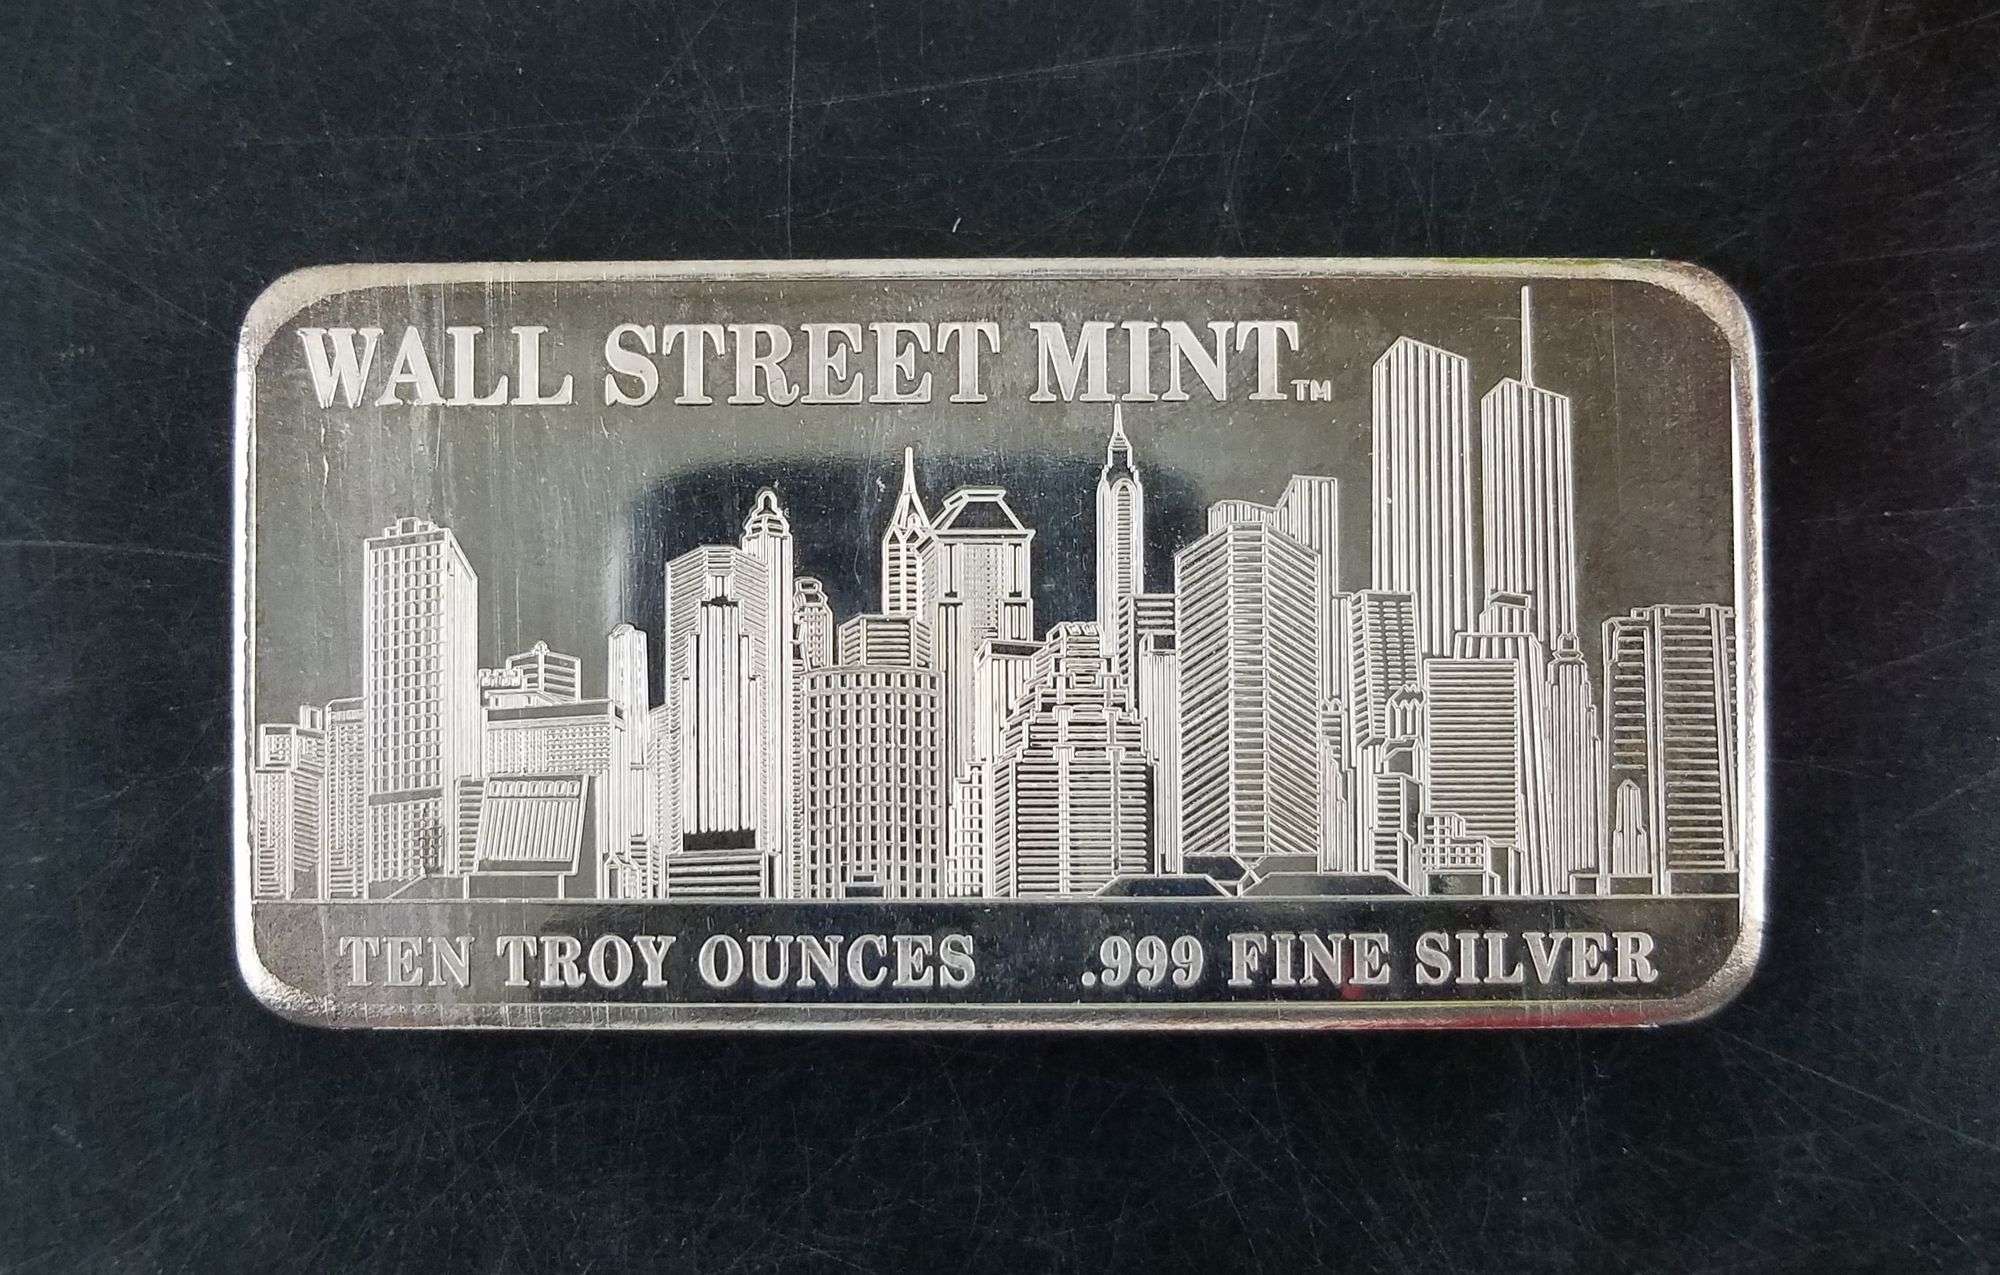 WALL STREET MINT™
TEN TROY OUNCES .999 FINE SILVER